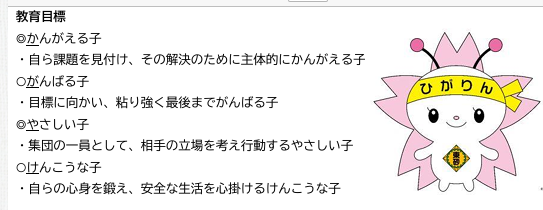 教育目標
◎かんがえる子
・自ら課題を見付け、その解決のために主体的にかんがえる子
○がんばる子
・目標に向かい、粘り強く最後までがんばる子
◎やさしい子
・集団の一員として、相手の立場を考え行動するやさしい子
○けんこうな子
・自らの心身を鍛え、安全な生活を心掛けるけんこうな子
ひがりん